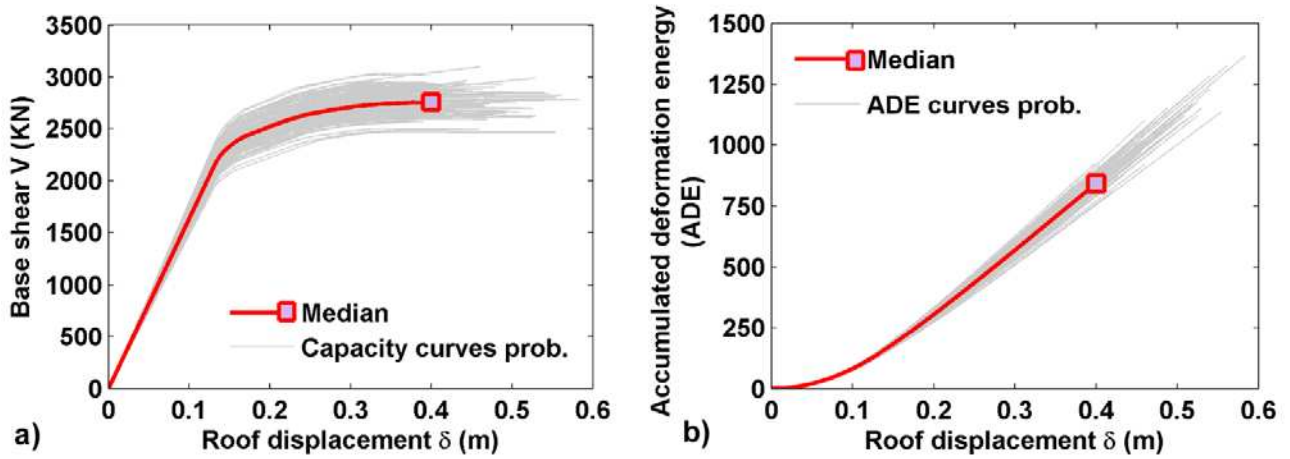 3500
3000
2500
2000
1500
1000
500
0
Base shear V (KN)
Median
Capacity curves prob.
0 0.1 0.2 0.3 0.4 0.5 0.6
Roof displacement δ (m)
a)
1500
1250
1000
750
500
250
0
Accumulated deformation energy
(ADE)
Median
ADE curves prob.
0 0.1 0.2 0.3 0.4 0.5 0.6
Roof displacement δ (m)
b)